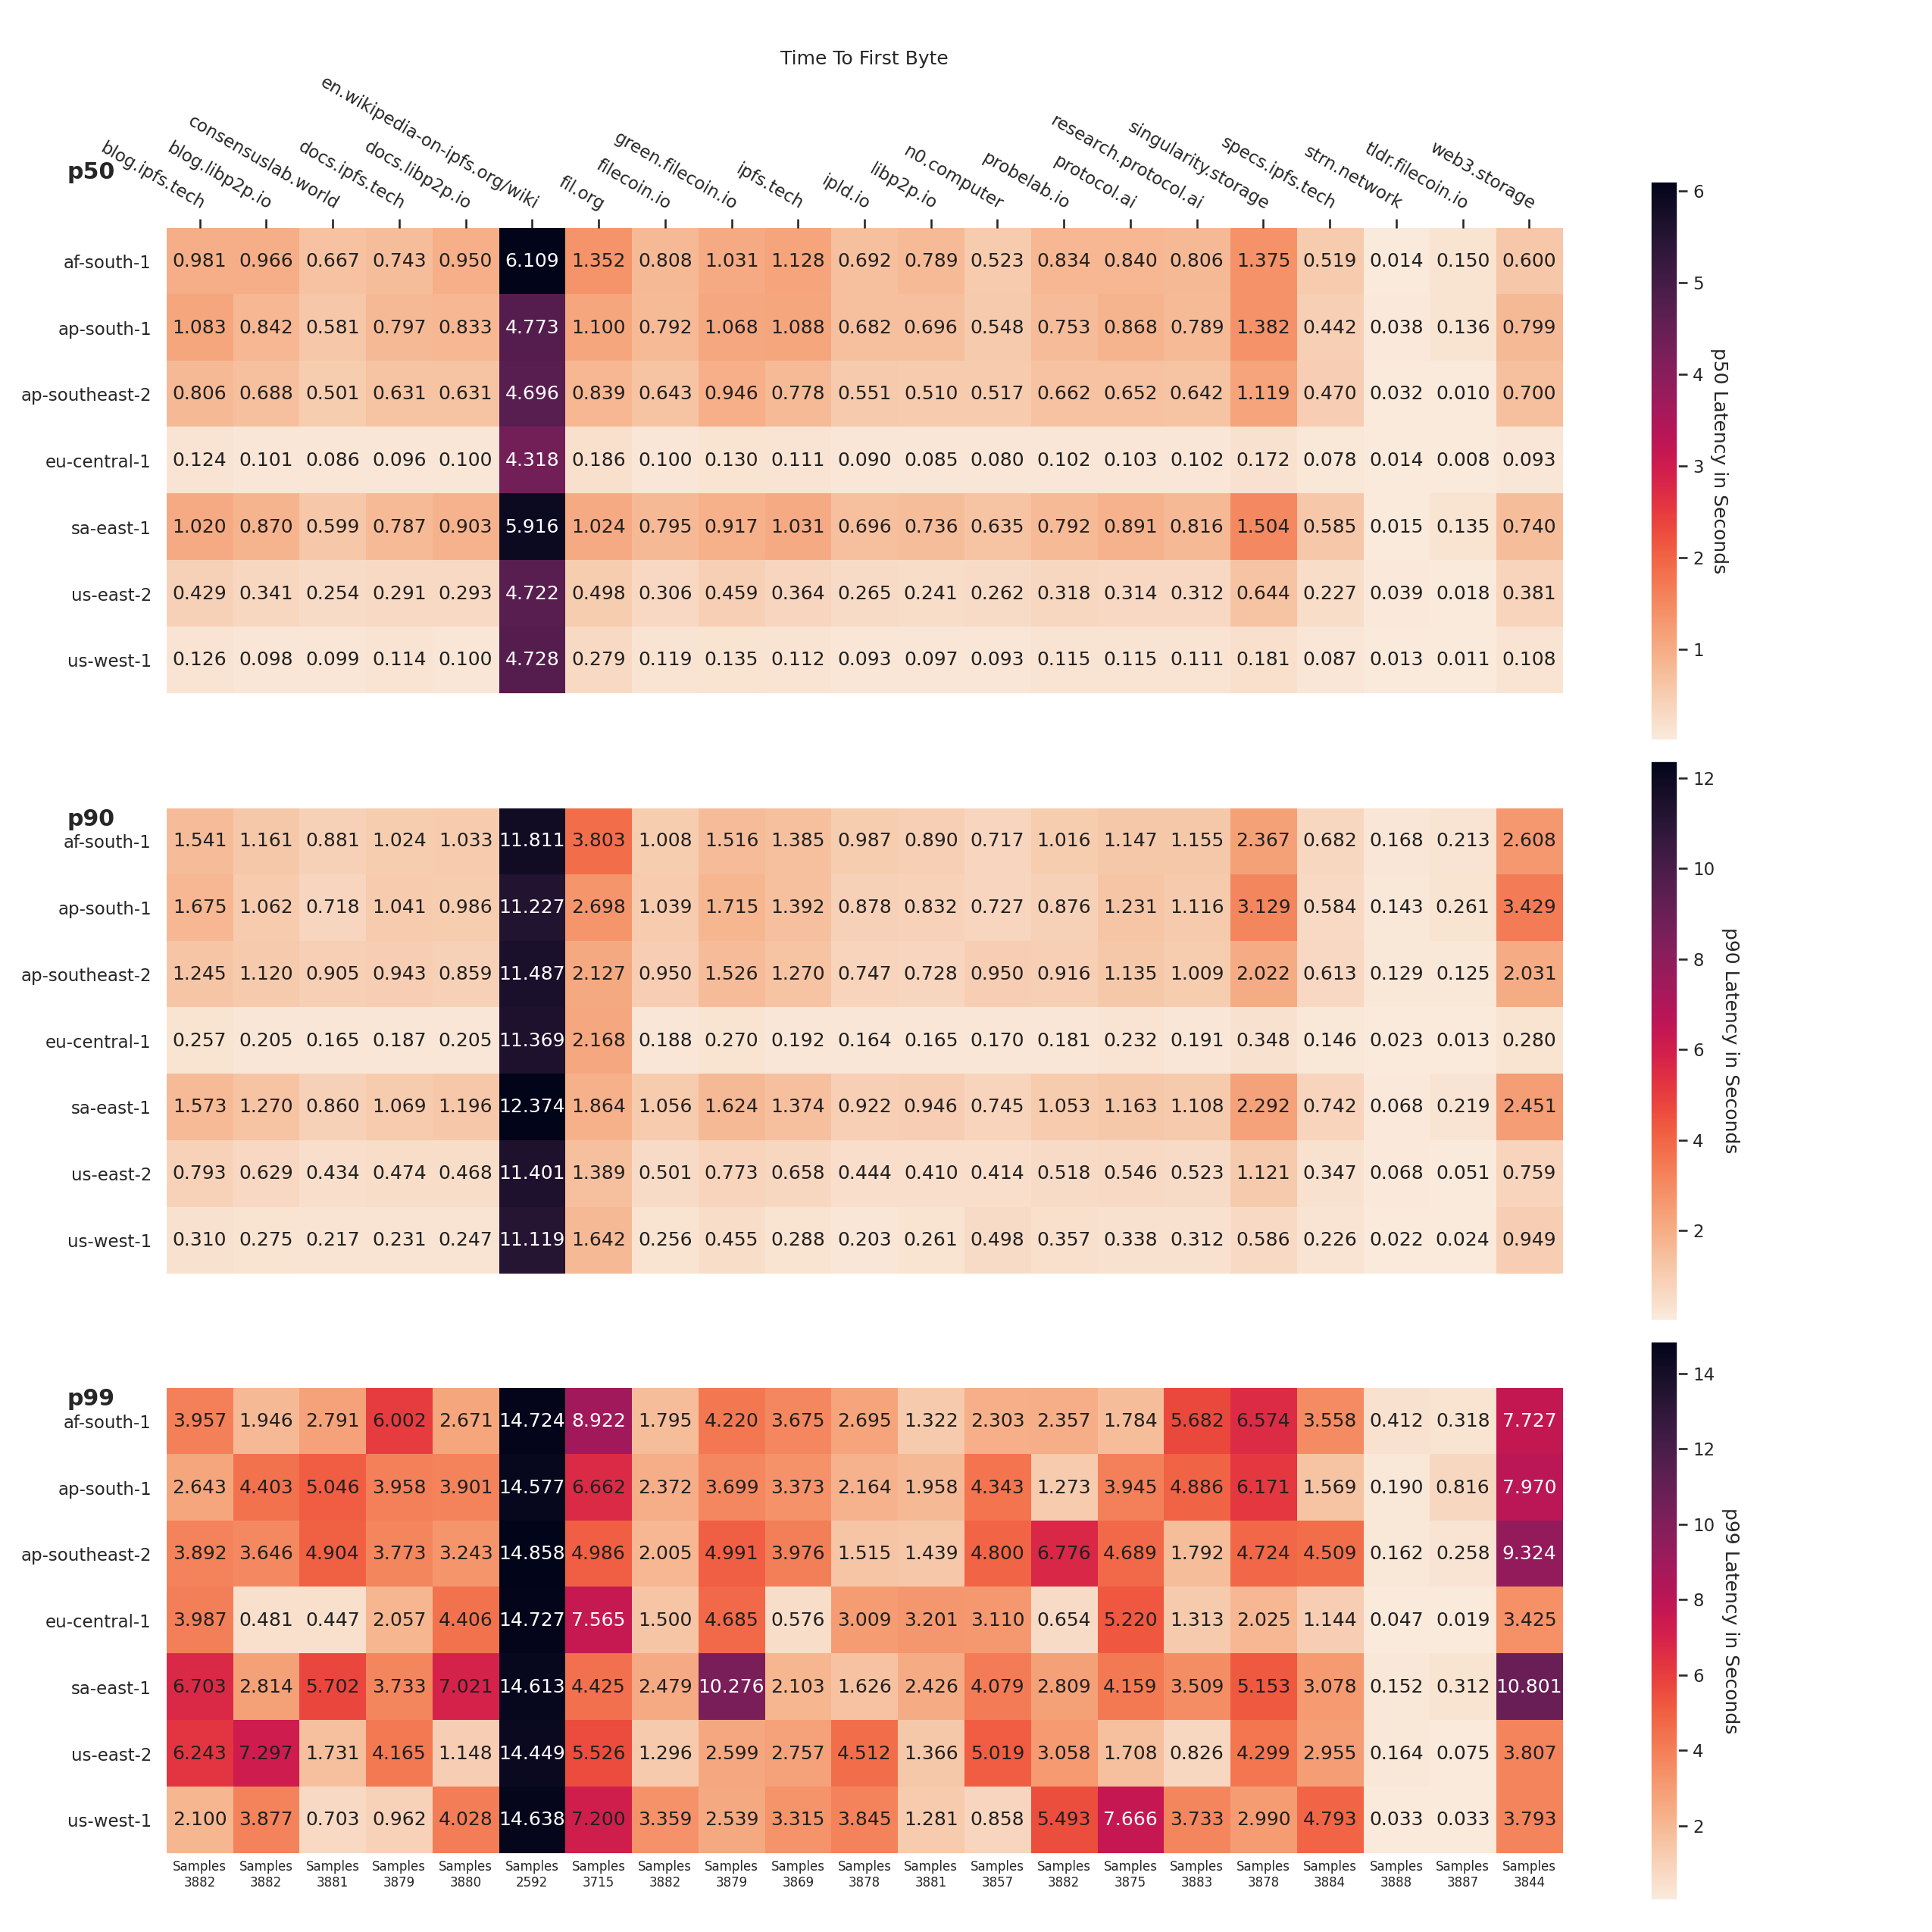 Time To First Byte
p50
blog.ipfs.tech
blog.libp2p.io
consensuslab.world
docs.ipfs.tech
docs.libp2p.io
en.wikipedia-on-ipfs.org/wiki
fil.org
filecoin.io
green.filecoin.io
ipfs.tech
ipld.io
libp2p.io
n0.computer
probelab.io
protocol.ai
research.protocol.ai
singularity.storage
specs.ipfs.tech
strn.network
tldr.filecoin.io
web3.storage
af-south-1 0.981 0.966 0.667 0.743 0.950 6.109 1.352 0.808 1.031 1.128 0.692 0.789 0.523 0.834 0.840 0.806 1.375 0.519 0.014 0.150 0.600
ap-south-1 1.083 0.842 0.581 0.797 0.833 4.773 1.100 0.792 1.068 1.088 0.682 0.696 0.548 0.753 0.868 0.789 1.382 0.442 0.038 0.136 0.799
ap-southeast-2 0.806 0.688 0.501 0.631 0.631 4.696 0.839 0.643 0.946 0.778 0.551 0.510 0.517 0.662 0.652 0.642 1.119 0.470 0.032 0.010 0.700
eu-central-1 0.124 0.101 0.086 0.096 0.100 4.318 0.186 0.100 0.130 0.111 0.090 0.085 0.080 0.102 0.103 0.102 0.172 0.078 0.014 0.008 0.093
sa-east-1 1.020 0.870 0.599 0.787 0.903 5.916 1.024 0.795 0.917 1.031 0.696 0.736 0.635 0.792 0.891 0.816 1.504 0.585 0.015 0.135 0.740
us-east-2 0.429 0.341 0.254 0.291 0.293 4.722 0.498 0.306 0.459 0.364 0.265 0.241 0.262 0.318 0.314 0.312 0.644 0.227 0.039 0.018 0.381
us-west-1 0.126 0.098 0.099 0.114 0.100 4.728 0.279 0.119 0.135 0.112 0.093 0.097 0.093 0.115 0.115 0.111 0.181 0.087 0.013 0.011 0.108
6
5
4
3
2
1
p50 Latency in Seconds
p90
af-south-1 1.541 1.161 0.881 1.024 1.033 11.811 3.803 1.008 1.516 1.385 0.987 0.890 0.717 1.016 1.147 1.155 2.367 0.682 0.168 0.213 2.608
ap-south-1 1.675 1.062 0.718 1.041 0.986 11.227 2.698 1.039 1.715 1.392 0.878 0.832 0.727 0.876 1.231 1.116 3.129 0.584 0.143 0.261 3.429
ap-southeast-2 1.245 1.120 0.905 0.943 0.859 11.487 2.127 0.950 1.526 1.270 0.747 0.728 0.950 0.916 1.135 1.009 2.022 0.613 0.129 0.125 2.031
eu-central-1 0.257 0.205 0.165 0.187 0.205 11.369 2.168 0.188 0.270 0.192 0.164 0.165 0.170 0.181 0.232 0.191 0.348 0.146 0.023 0.013 0.280
sa-east-1 1.573 1.270 0.860 1.069 1.196 12.374 1.864 1.056 1.624 1.374 0.922 0.946 0.745 1.053 1.163 1.108 2.292 0.742 0.068 0.219 2.451
us-east-2 0.793 0.629 0.434 0.474 0.468 11.401 1.389 0.501 0.773 0.658 0.444 0.410 0.414 0.518 0.546 0.523 1.121 0.347 0.068 0.051 0.759
us-west-1 0.310 0.275 0.217 0.231 0.247 11.119 1.642 0.256 0.455 0.288 0.203 0.261 0.498 0.357 0.338 0.312 0.586 0.226 0.022 0.024 0.949
12
10
8
6
4
2
p90 Latency in Seconds
p99
af-south-1 3.957 1.946 2.791 6.002 2.671 14.724 8.922 1.795 4.220 3.675 2.695 1.322 2.303 2.357 1.784 5.682 6.574 3.558 0.412 0.318 7.727
ap-south-1 2.643 4.403 5.046 3.958 3.901 14.577 6.662 2.372 3.699 3.373 2.164 1.958 4.343 1.273 3.945 4.886 6.171 1.569 0.190 0.816 7.970
ap-southeast-2 3.892 3.646 4.904 3.773 3.243 14.858 4.986 2.005 4.991 3.976 1.515 1.439 4.800 6.776 4.689 1.792 4.724 4.509 0.162 0.258 9.324
eu-central-1 3.987 0.481 0.447 2.057 4.406 14.727 7.565 1.500 4.685 0.576 3.009 3.201 3.110 0.654 5.220 1.313 2.025 1.144 0.047 0.019 3.425
sa-east-1 6.703 2.814 5.702 3.733 7.021 14.613 4.425 2.479 10.276 2.103 1.626 2.426 4.079 2.809 4.159 3.509 5.153 3.078 0.152 0.312 10.801
us-east-2 6.243 7.297 1.731 4.165 1.148 14.449 5.526 1.296 2.599 2.757 4.512 1.366 5.019 3.058 1.708 0.826 4.299 2.955 0.164 0.075 3.807
us-west-1 2.100 3.877 0.703 0.962 4.028 14.638 7.200 3.359 2.539 3.315 3.845 1.281 0.858 5.493 7.666 3.733 2.990 4.793 0.033 0.033 3.793
Samples Samples Samples Samples Samples Samples Samples Samples Samples Samples Samples Samples Samples Samples Samples Samples Samples Samples Samples Samples Samples
3882 3882 3881 3879 3880 2592 3715 3882 3879 3869 3878 3881 3857 3882 3875 3883 3878 3884 3888 3887 3844
14
12
10
8
6
4
2
p99 Latency in Seconds